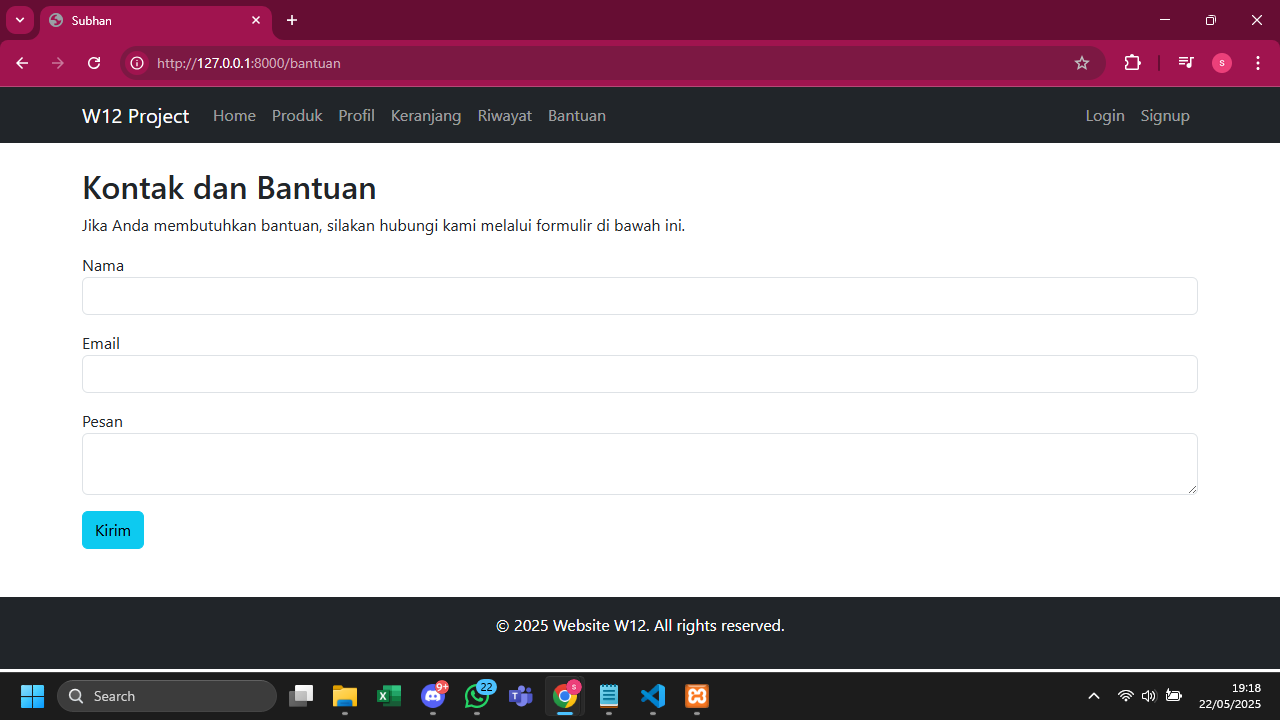 Subhan
http://127.0.0.1:8000/bantuan
s
W12 Project Home Produk Profil Keranjang Riwayat Bantuan Login Signup
Kontak dan Bantuan
Jika Anda membutuhkan bantuan, silakan hubungi kami melalui formulir di bawah ini.
Nama
Email
Pesan
Kirim
© 2025 Website W12. All rights reserved.
Search
9+
22
s
19:18
22/05/2025